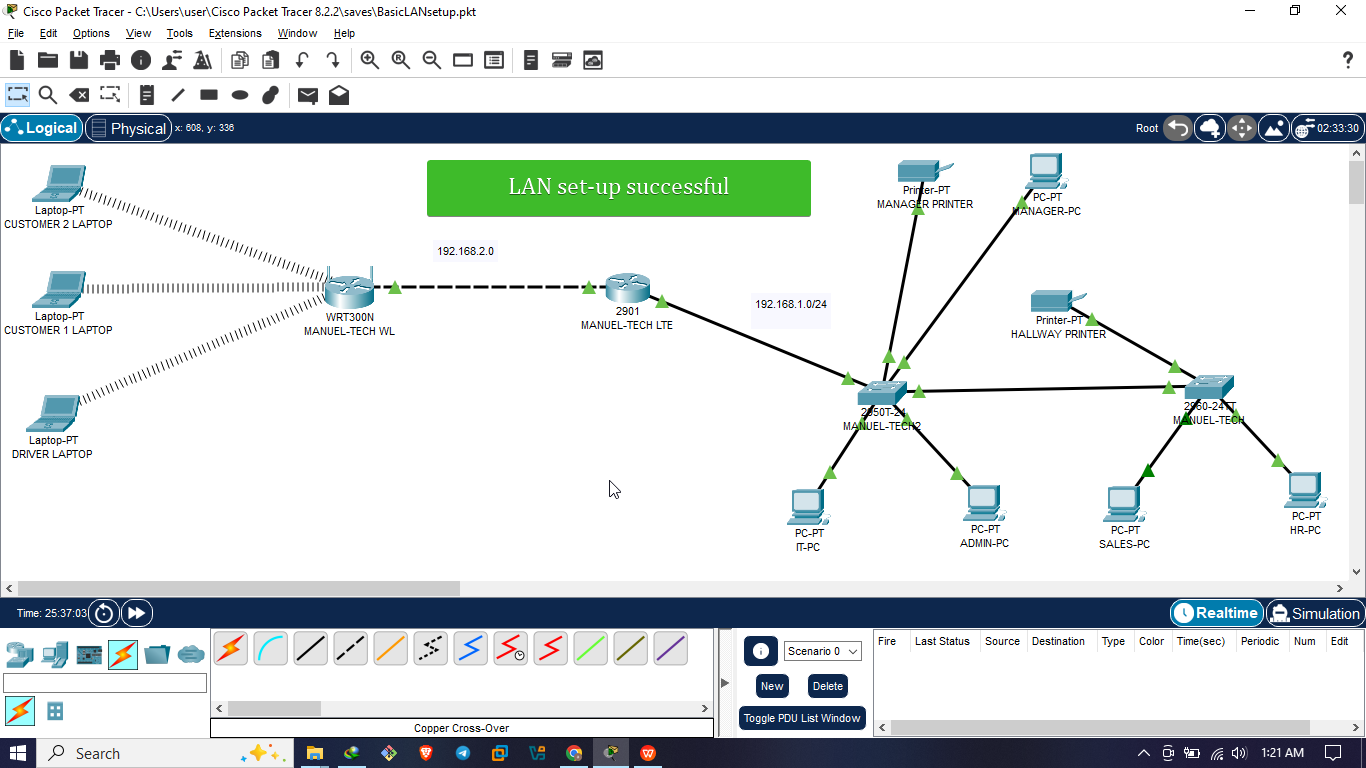 Cisco Packet Tracer - C:\Users\user\Cisco Packet Tracer 8.2.2\saves\BasicLANsetup.pkt
File Edit Options View Tools Extensions Window Help
Logical Physical x: 608, y: 336 Root 02:33:30
LAN set-up successful
Laptop-PT
CUSTOMER 2 LAPTOP
Printer-PT
MANAGER PRINTER
PC-PT
MANAGER-PC
192.168.2.0
Laptop-PT
CUSTOMER 1 LAPTOP
WRT300N
MANUEL-TECH WL
2901
MANUEL-TECH LTE
192.168.1.0/24
Printer-PT
HALLWAY PRINTER
Laptop-PT
DRIVER LAPTOP
2950T-24
MANUEL-TECH2
2960-24TT
MANUEL-TECH
PC-PT
IT-PC
PC-PT
ADMIN-PC
PC-PT
SALES-PC
PC-PT
HR-PC
Time: 25:37:03
Realtime Simulation
Scenario 0
New Delete
Toggle PDU List Window
Fire Last Status Source Destination Type Color Time(sec) Periodic Num Edit
Copper Cross-Over
Search
1:21 AM